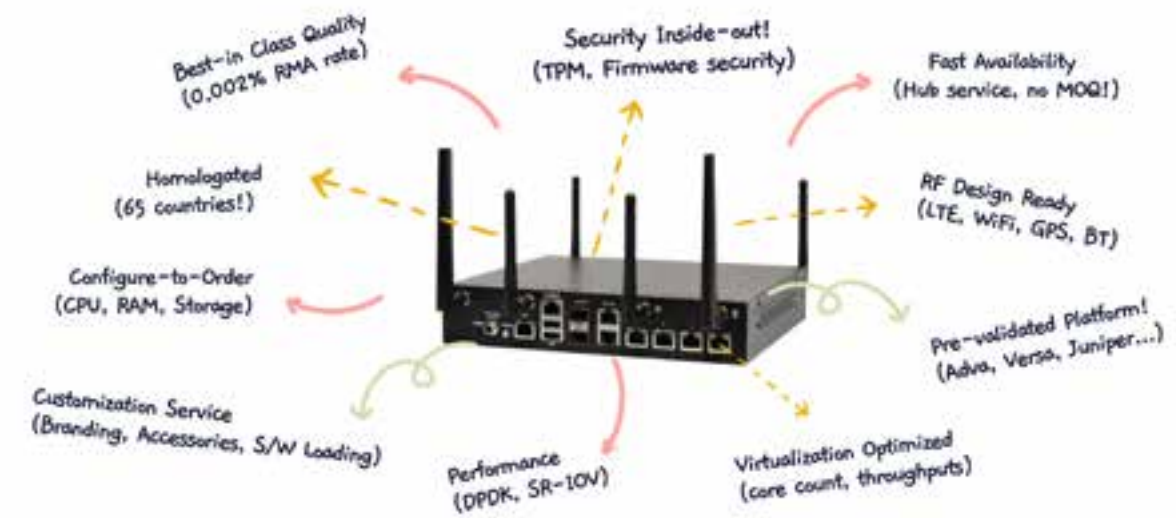 Best-in Class Quality
(0.002% RMA rate)
Security Inside-out!
(TPM, Firmware security)
Fast Availability
(Hub service, no MOQ!)
Homologated
(65 countries!)
RF Design Ready
(LTE, WiFi, GPS, BT)
Configure-to-Order
(CPU, RAM, Storage)
Pre-validated Platform!
(Adva, Versa, Juniper...)
Customization Service
(Branding, Accessories, S/W Loading)
Performance
(DPDK, SR-IOV)
Virtualization Optimized
(core count, throughputs)